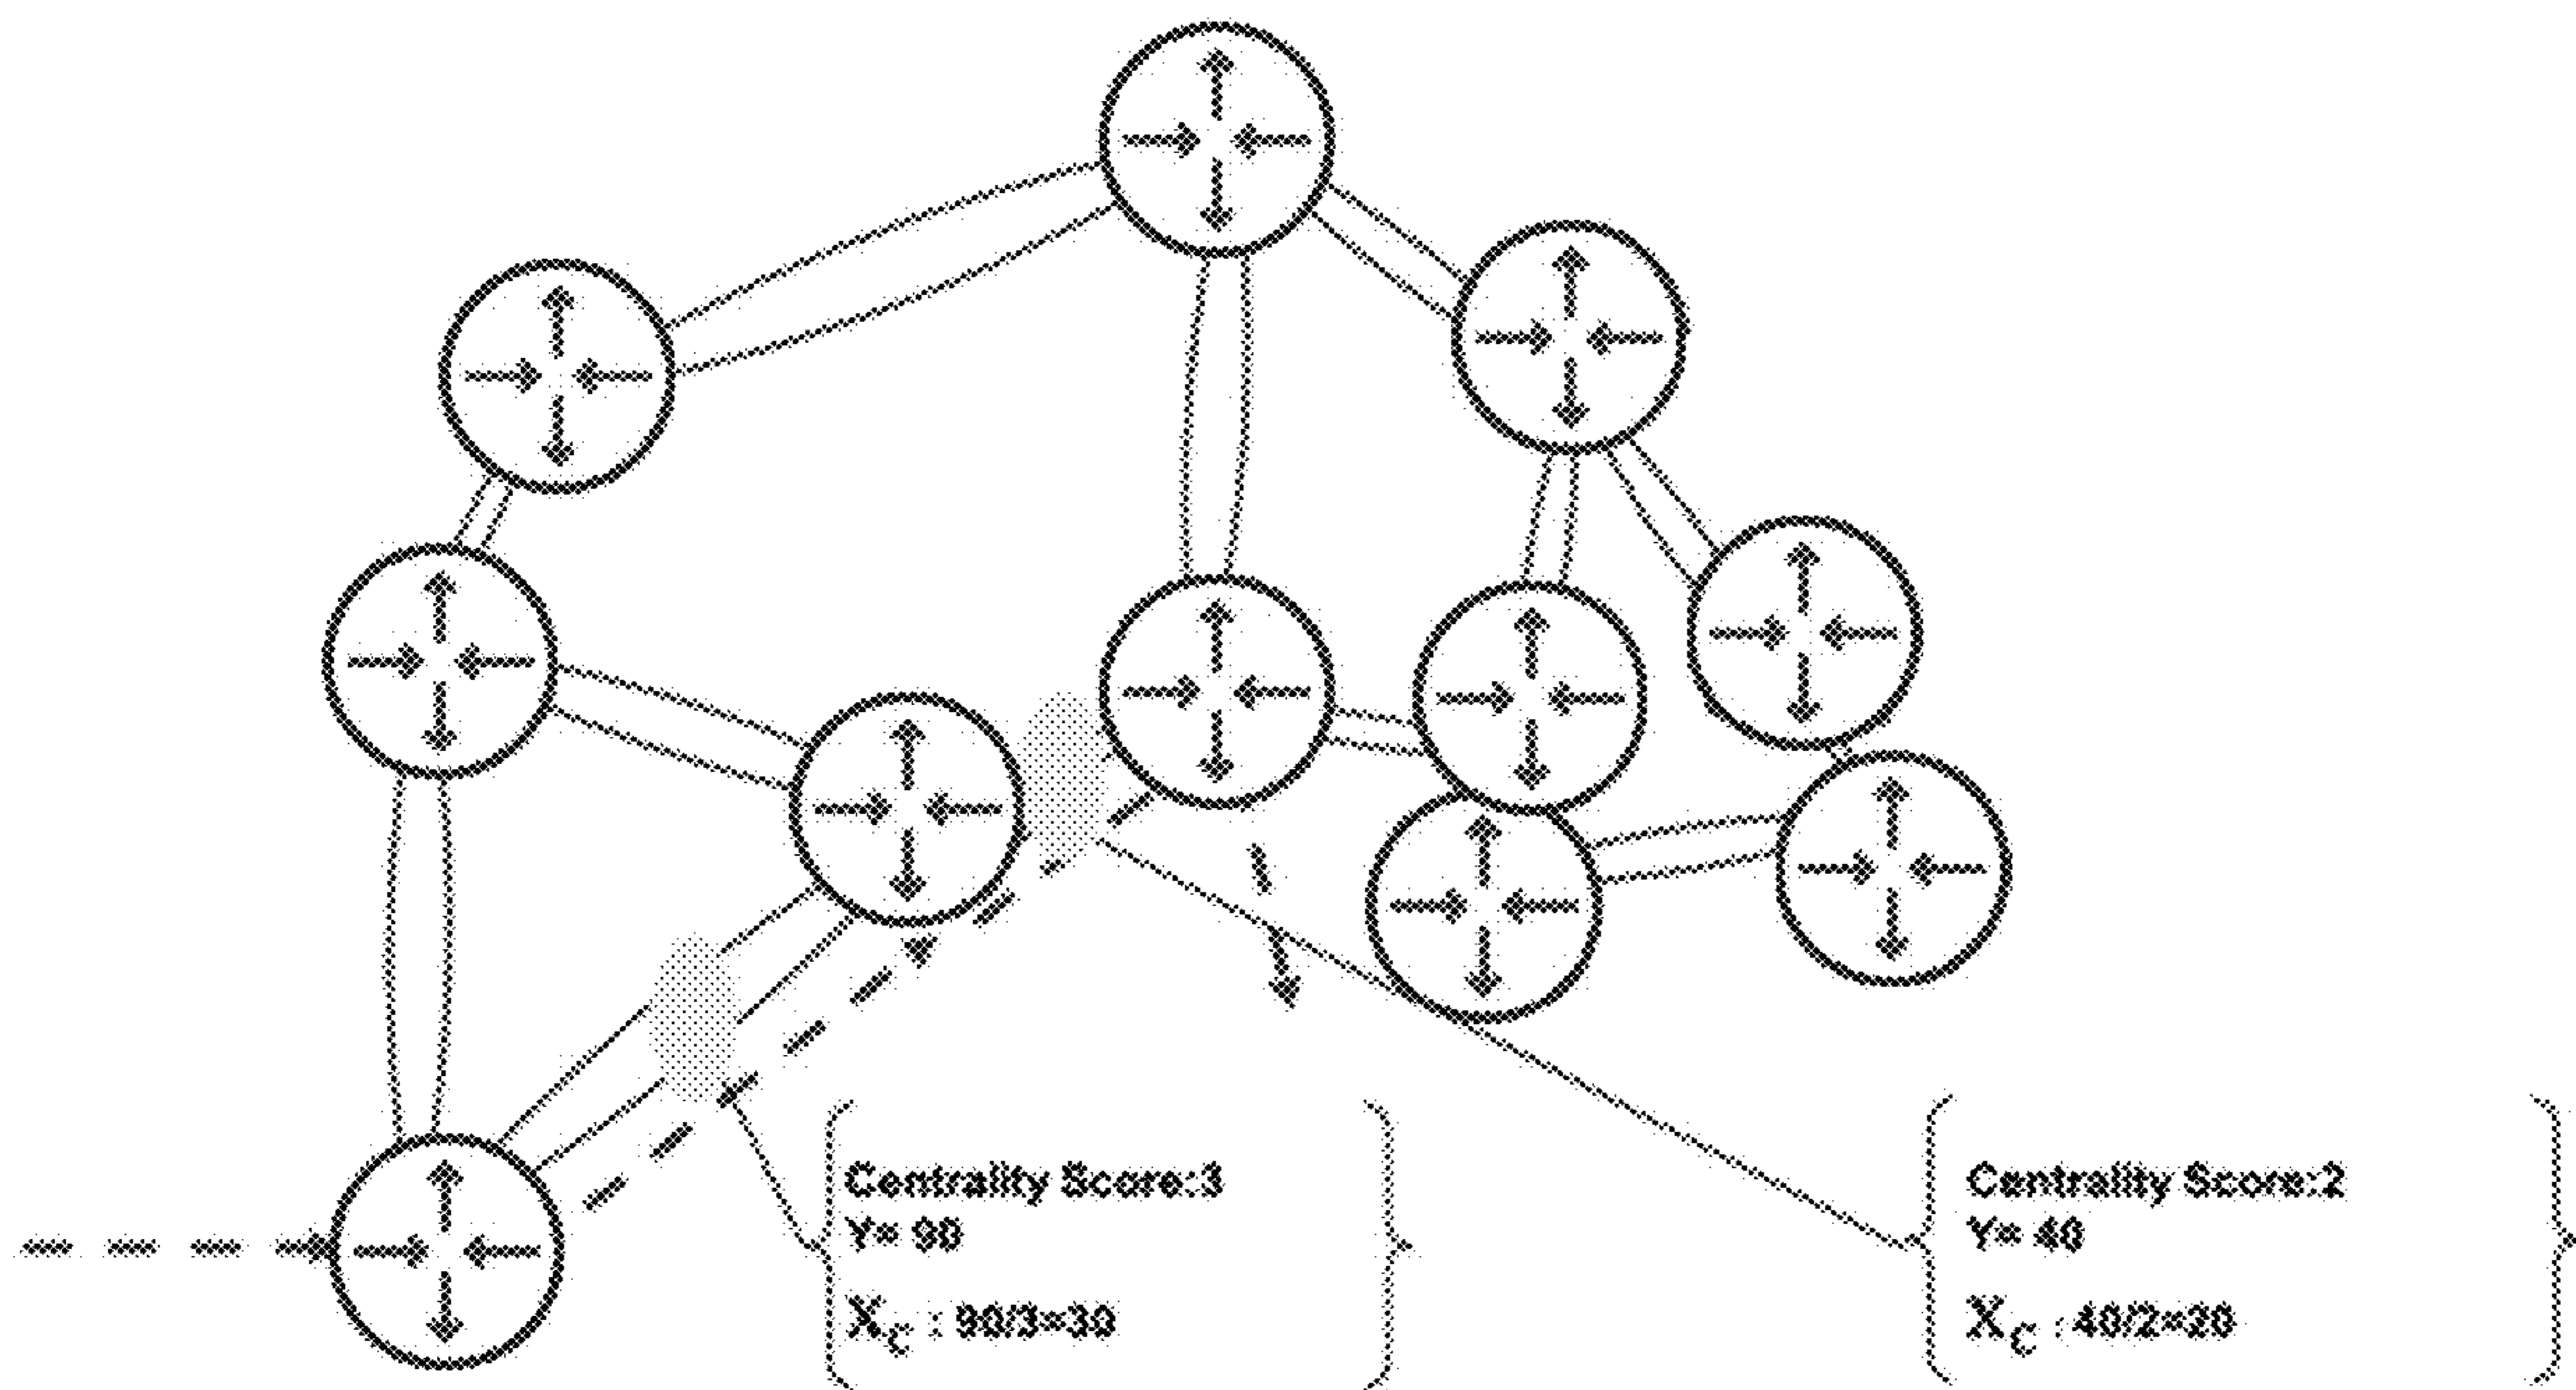 Centrality Score:3
Y= 90
X_C : 90/3=30
Centrality Score:2
Y= 40
X_C : 40/2=20